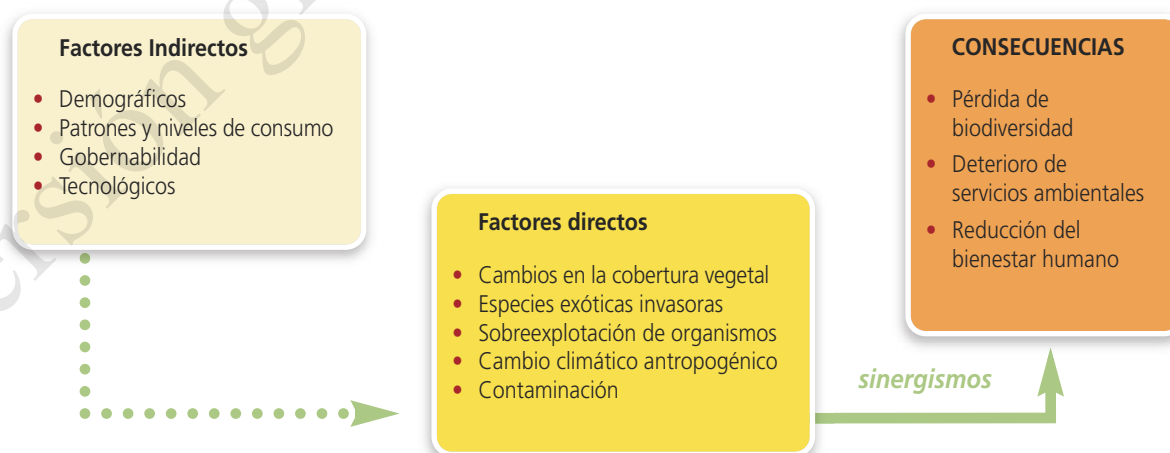 Factores Indirectos
• Demográficos
• Patrones y niveles de consumo
• Gobernabilidad
• Tecnológicos
Factores directos
• Cambios en la cobertura vegetal
• Especies exóticas invasoras
• Sobreexplotación de organismos
• Cambio climático antropogénico
• Contaminación
sinergismos
CONSECUENCIAS
• Pérdida de
biodiversidad
• Deterioro de
servicios ambientales
• Reducción del
bienestar humano